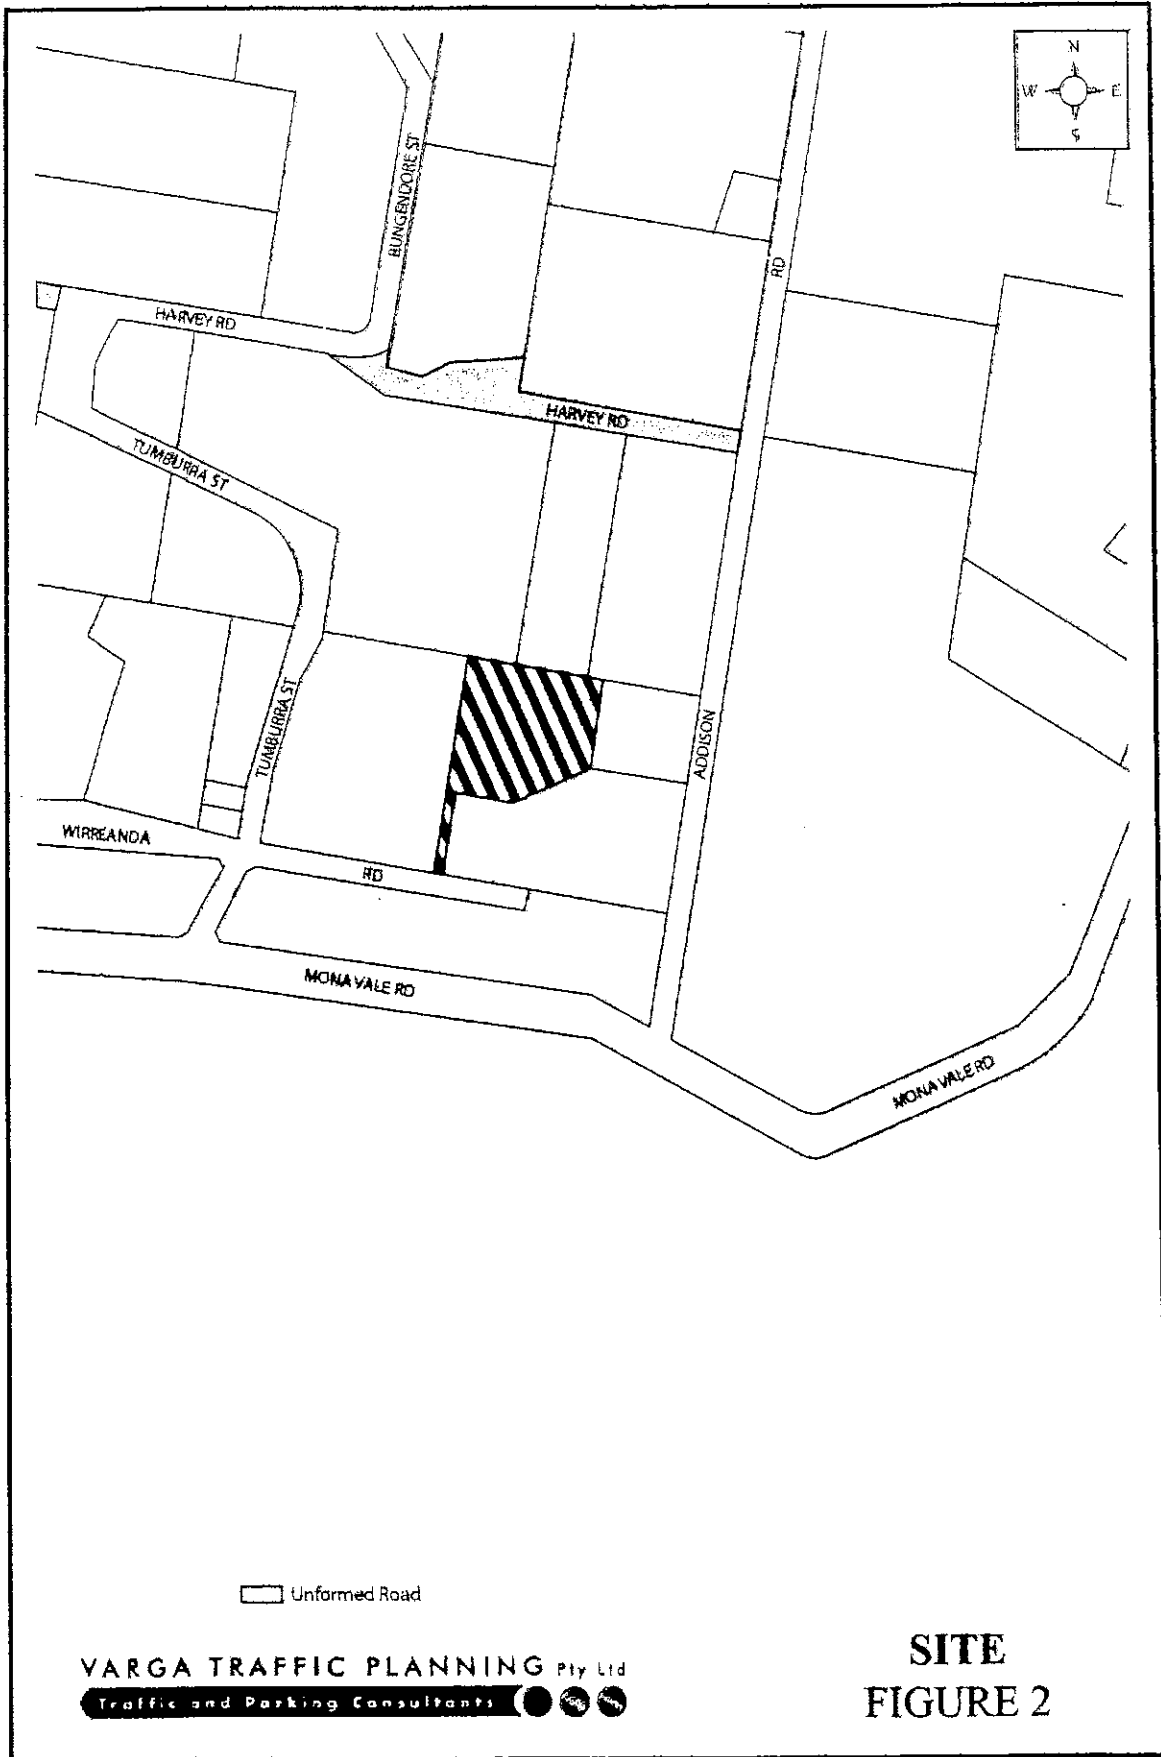 N
W E
S
BUNGENDORE ST
RD
HARVEY RD
HARVEY RD
TUMBURRA ST
TUMBURRA ST
ADDISON
WIRREANDA
RD
MONA VALE RD
MONA VALE RD
Unformed Road
VARGA TRAFFIC PLANNING Pty Ltd
Traffic and Parking Consultants
SITE
FIGURE 2